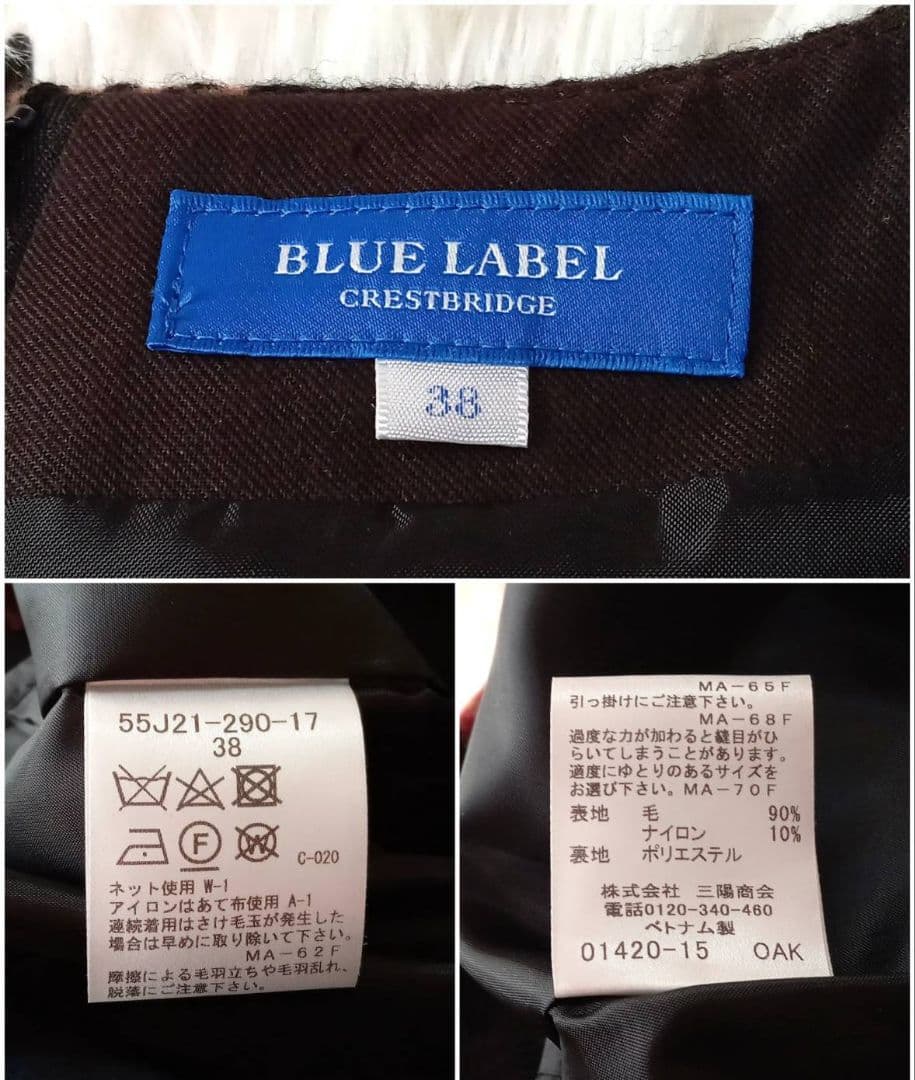 BLUE LABEL
CRESTBRIDGE
38
55J21-290-17
38
F
W
C-020
ネット使用 W-1
アイロンはあて布使用 A-1
連続着用はさけ毛玉が発生した
場合は早めに取り除いて下さい。
MA-62F
摩擦による毛羽立ちや毛羽乱れ、
脱落にご注意下さい。
MA-65F
引っ掛けにご注意下さい。
MA-68F
過度な力が加わると縫目がひ
らいてしまうことがあります。
適度にゆとりのあるサイズを
お選び下さい。MA-70F
表地 毛 90%
ナイロン 10%
裏地 ポリエステル
株式会社 三陽商会
電話0120-340-460
ベトナム製
01420-15 OAK